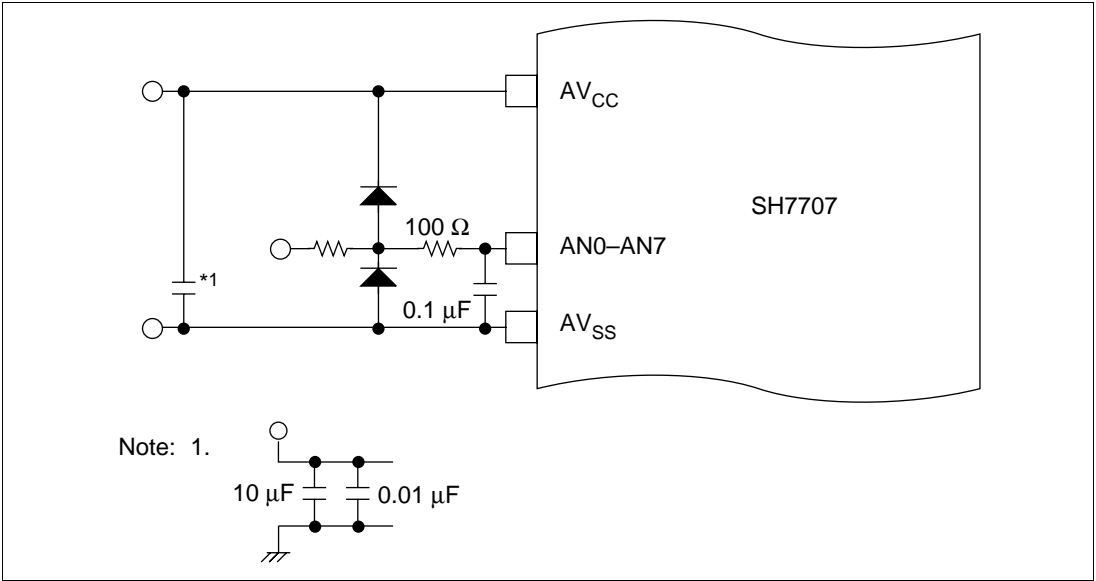 AVCC
SH7707
100 Ω
AN0–AN7
*1
0.1 μF
AVSS
Note: 1.
10 μF
0.01 μF